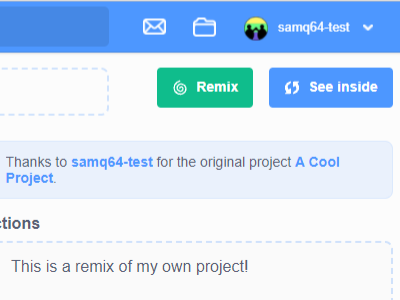 samq64-test
Remix
See inside
Thanks to samq64-test for the original project A Cool
Project.
ctions
This is a remix of my own project!